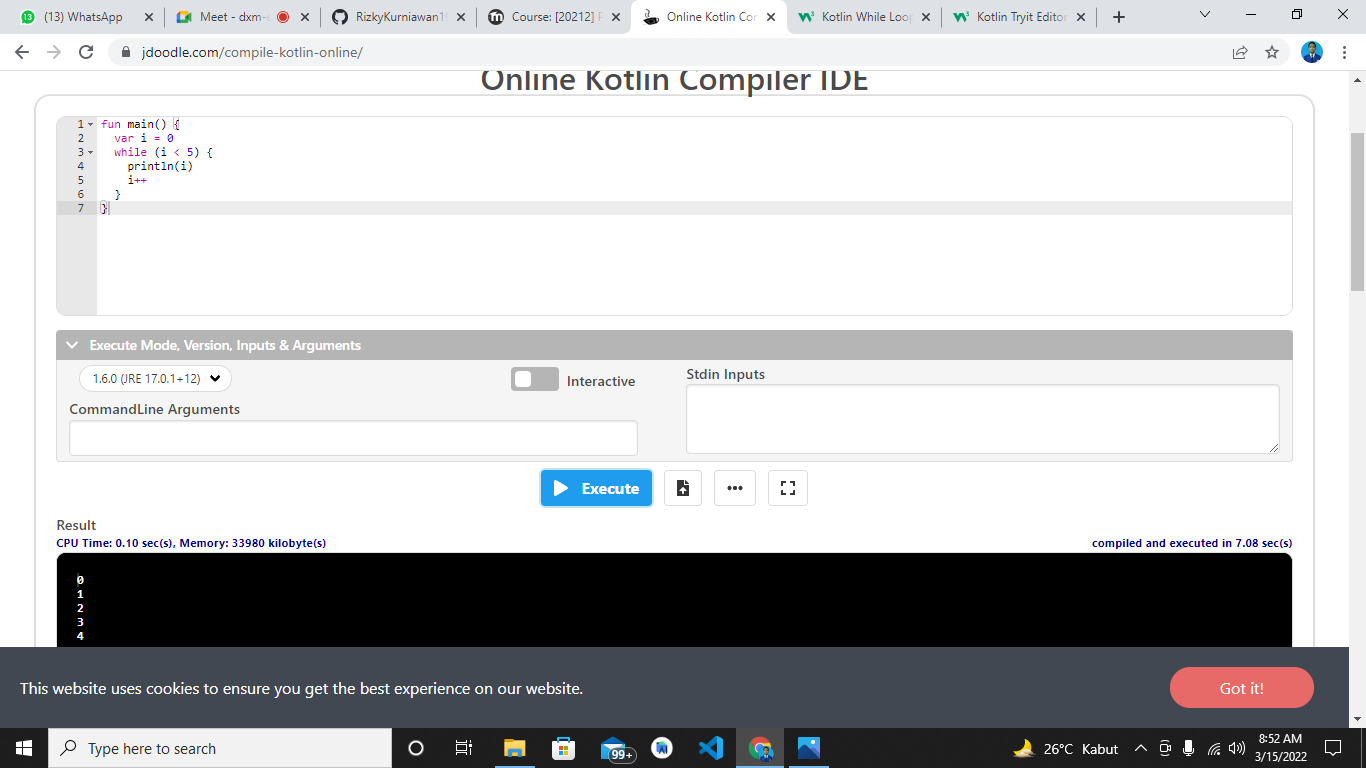 (13) WhatsApp
Meet - dxm-
RizkyKurniawan1
Course: [20212] P
Online Kotlin Cor
Kotlin While Loop
Kotlin Tryit Editor
jdoodle.com/compile-kotlin-online/
Online Kotlin Compiler IDE
1 fun main() {
2 var i = 0
3 while (i < 5) {
4 println(i)
5 i++
6 }
7 }
Execute Mode, Version, Inputs & Arguments
1.6.0 (JRE 17.0.1+12)
Interactive
Stdin Inputs
CommandLine Arguments
Execute
Result
CPU Time: 0.10 sec(s), Memory: 33980 kilobyte(s)
compiled and executed in 7.08 sec(s)
0
1
2
3
4
This website uses cookies to ensure you get the best experience on our website.
Got it!
Type here to search
99+
26°C Kabut
8:52 AM
3/15/2022